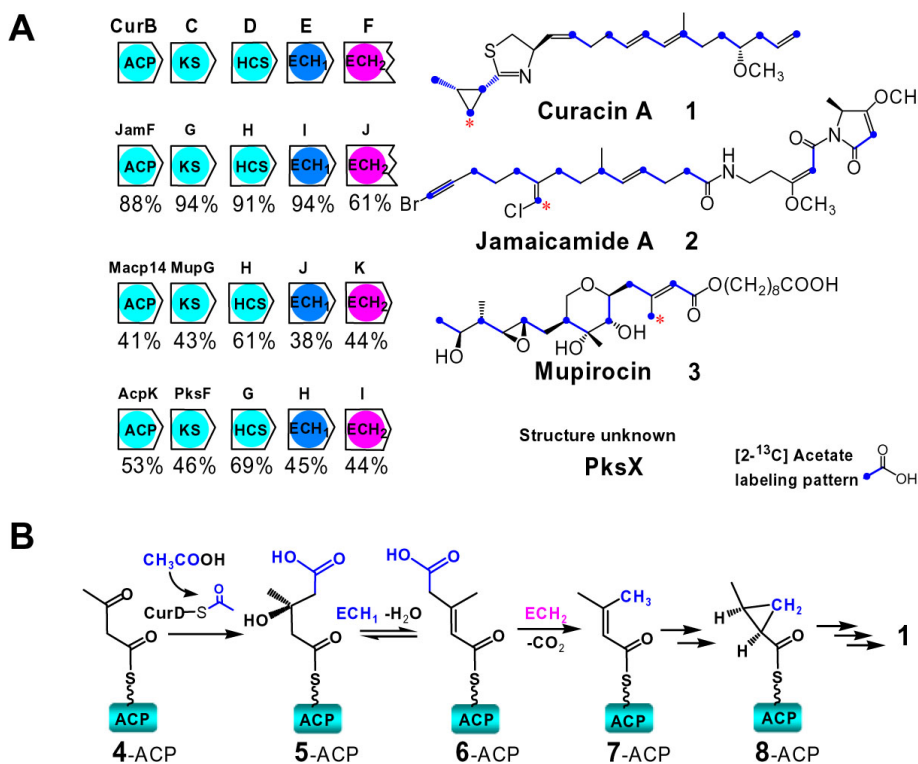 A
CurB C D E F
ACP KS HCS ECH₁ ECH₂
S
N
OCH₃
Curacin A 1
*
JamF G H I J
ACP KS HCS ECH₁ ECH₂
88% 94% 91% 94% 61%
Br
Cl
*
O
N
H
OCH₃
O
N
O
OCH
Jamaicamide A 2
Macp14 MupG H J K
ACP KS HCS ECH₁ ECH₂
41% 43% 61% 38% 44%
HO
O
O
HO
OH
*
O
O(CH₂)₈COOH
Mupirocin 3
AcpK PksF G H I
ACP KS HCS ECH₁ ECH₂
53% 46% 69% 45% 44%
Structure unknown
PksX
[2-¹³C] Acetate
labeling pattern
O
OH
B
CH₃COOH
CurD S O
O
O
S
ACP
4-ACP
HO O
HO
O
S
ACP
5-ACP
ECH₁ -H₂O
HO O
O
S
ACP
6-ACP
ECH₂
-CO₂
CH₃
O
S
ACP
7-ACP
H CH₂
H
O
S
ACP
8-ACP
1